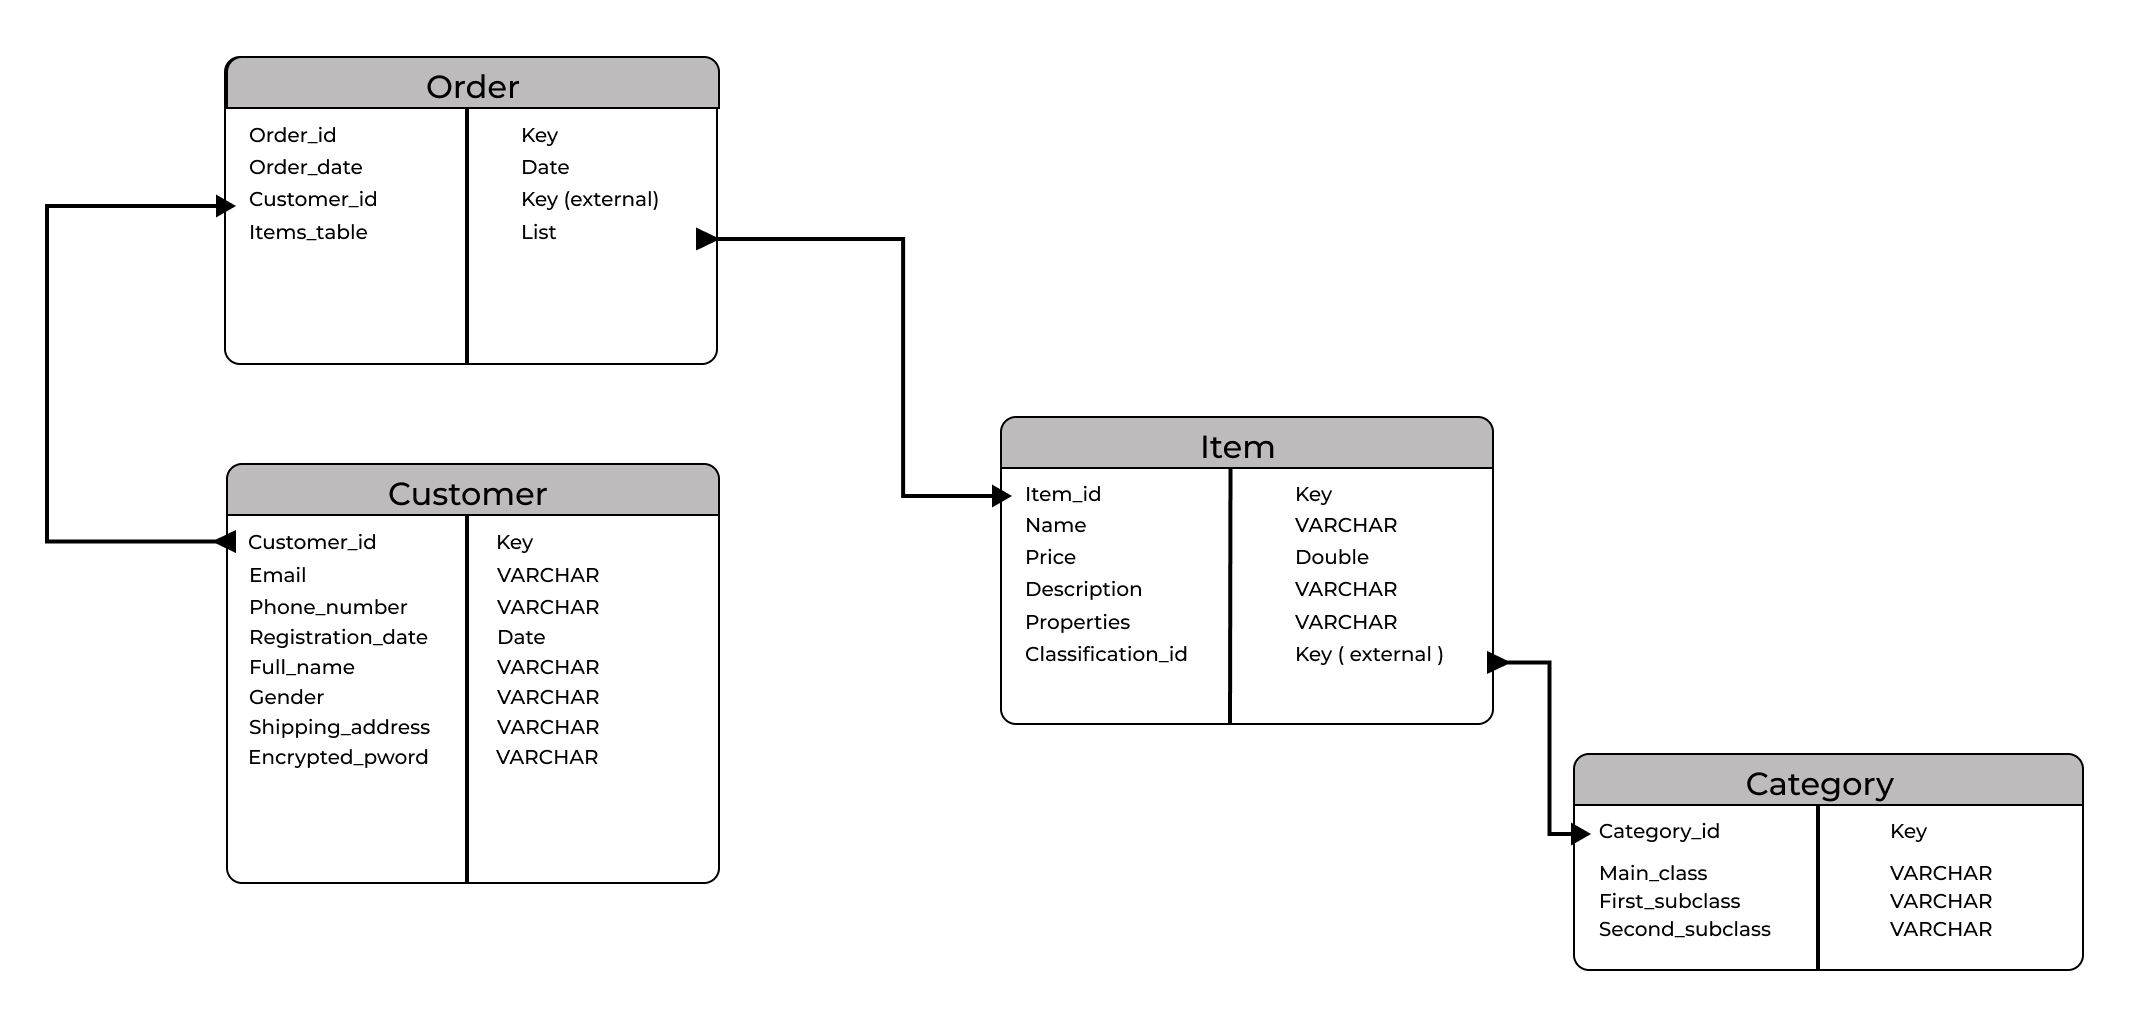 Order
Order_id Key
Order_date Date
Customer_id Key (external)
Items_table List
Customer
Customer_id Key
Email VARCHAR
Phone_number VARCHAR
Registration_date Date
Full_name VARCHAR
Gender VARCHAR
Shipping_address VARCHAR
Encrypted_pword VARCHAR
Item
Item_id Key
Name VARCHAR
Price Double
Description VARCHAR
Properties VARCHAR
Classification_id Key ( external )
Category
Category_id Key
Main_class VARCHAR
First_subclass VARCHAR
Second_subclass VARCHAR